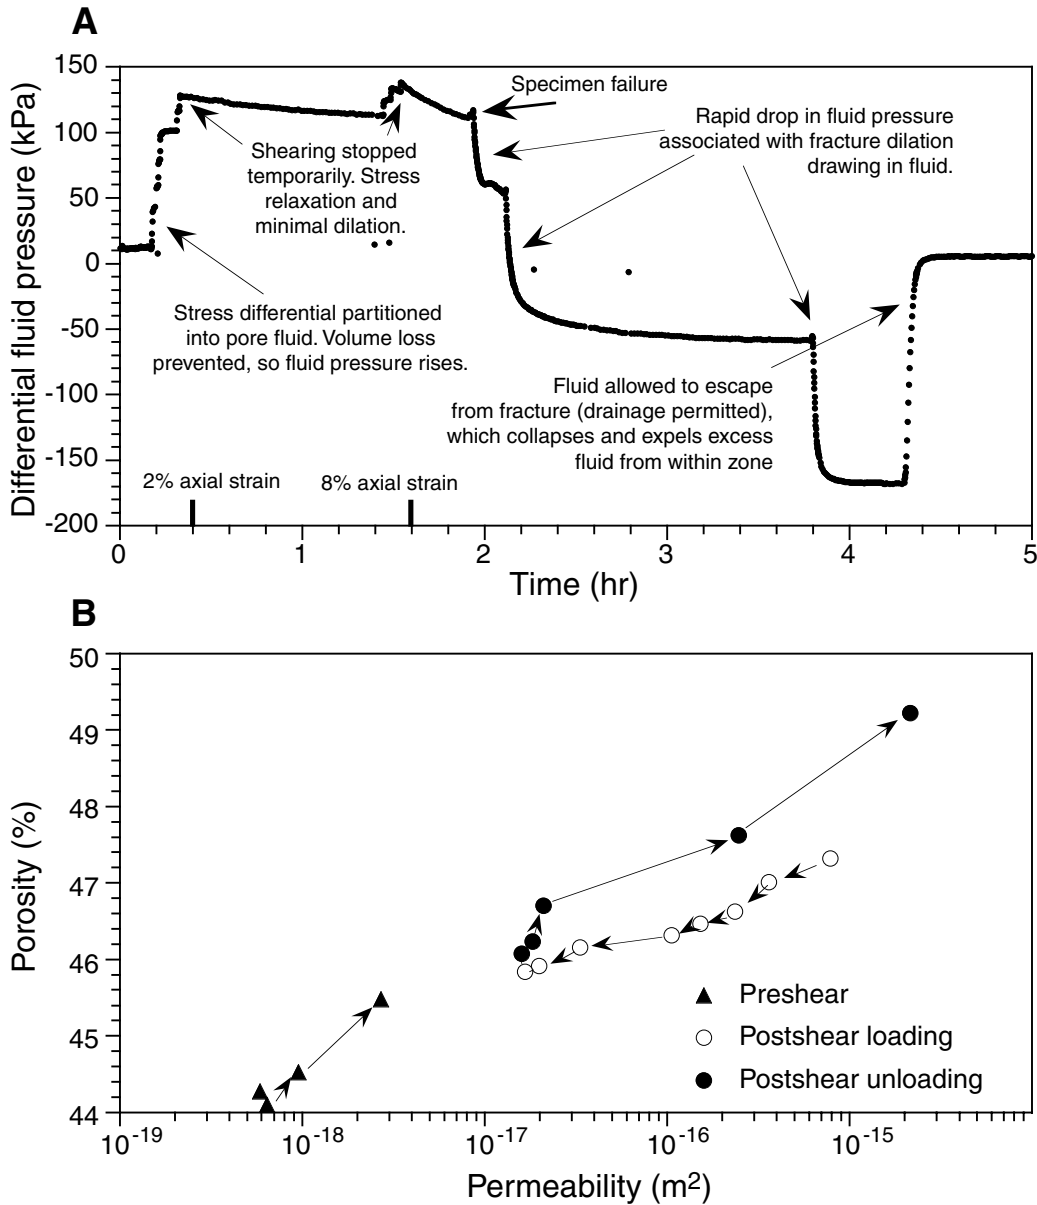 A
Differential fluid pressure (kPa)
150
100
50
0
-50
-100
-150
-200
Specimen failure
Rapid drop in fluid pressure
associated with fracture dilation
drawing in fluid.
Shearing stopped
temporarily. Stress
relaxation and
minimal dilation.
Stress differential partitioned
into pore fluid. Volume loss
prevented, so fluid pressure rises.
Fluid allowed to escape
from fracture (drainage permitted),
which collapses and expels excess
fluid from within zone
2% axial strain
8% axial strain
0 1 2 3 4 5
Time (hr)
B
Porosity (%)
50
49
48
47
46
45
44
Preshear
Postshear loading
Postshear unloading
10-19 10-18 10-17 10-16 10-15
Permeability (m2)